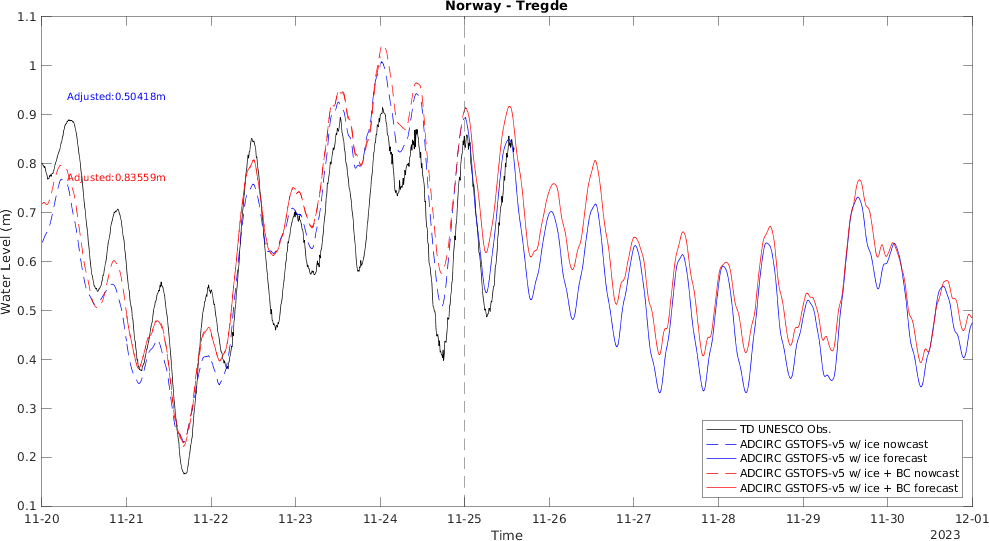 Norway - Tregde
1.1
1
0.9
0.8
0.7
0.6
0.5
0.4
0.3
0.2
0.1
Water Level (m)
Adjusted:0.50418m
Adjusted:0.83559m
TD UNESCO Obs.
ADCIRC GSTOFS-v5 w/ ice nowcast
ADCIRC GSTOFS-v5 w/ ice forecast
ADCIRC GSTOFS-v5 w/ ice + BC nowcast
ADCIRC GSTOFS-v5 w/ ice + BC forecast
11-20 11-21 11-22 11-23 11-24 11-25 11-26 11-27 11-28 11-29 11-30 12-01
Time
2023